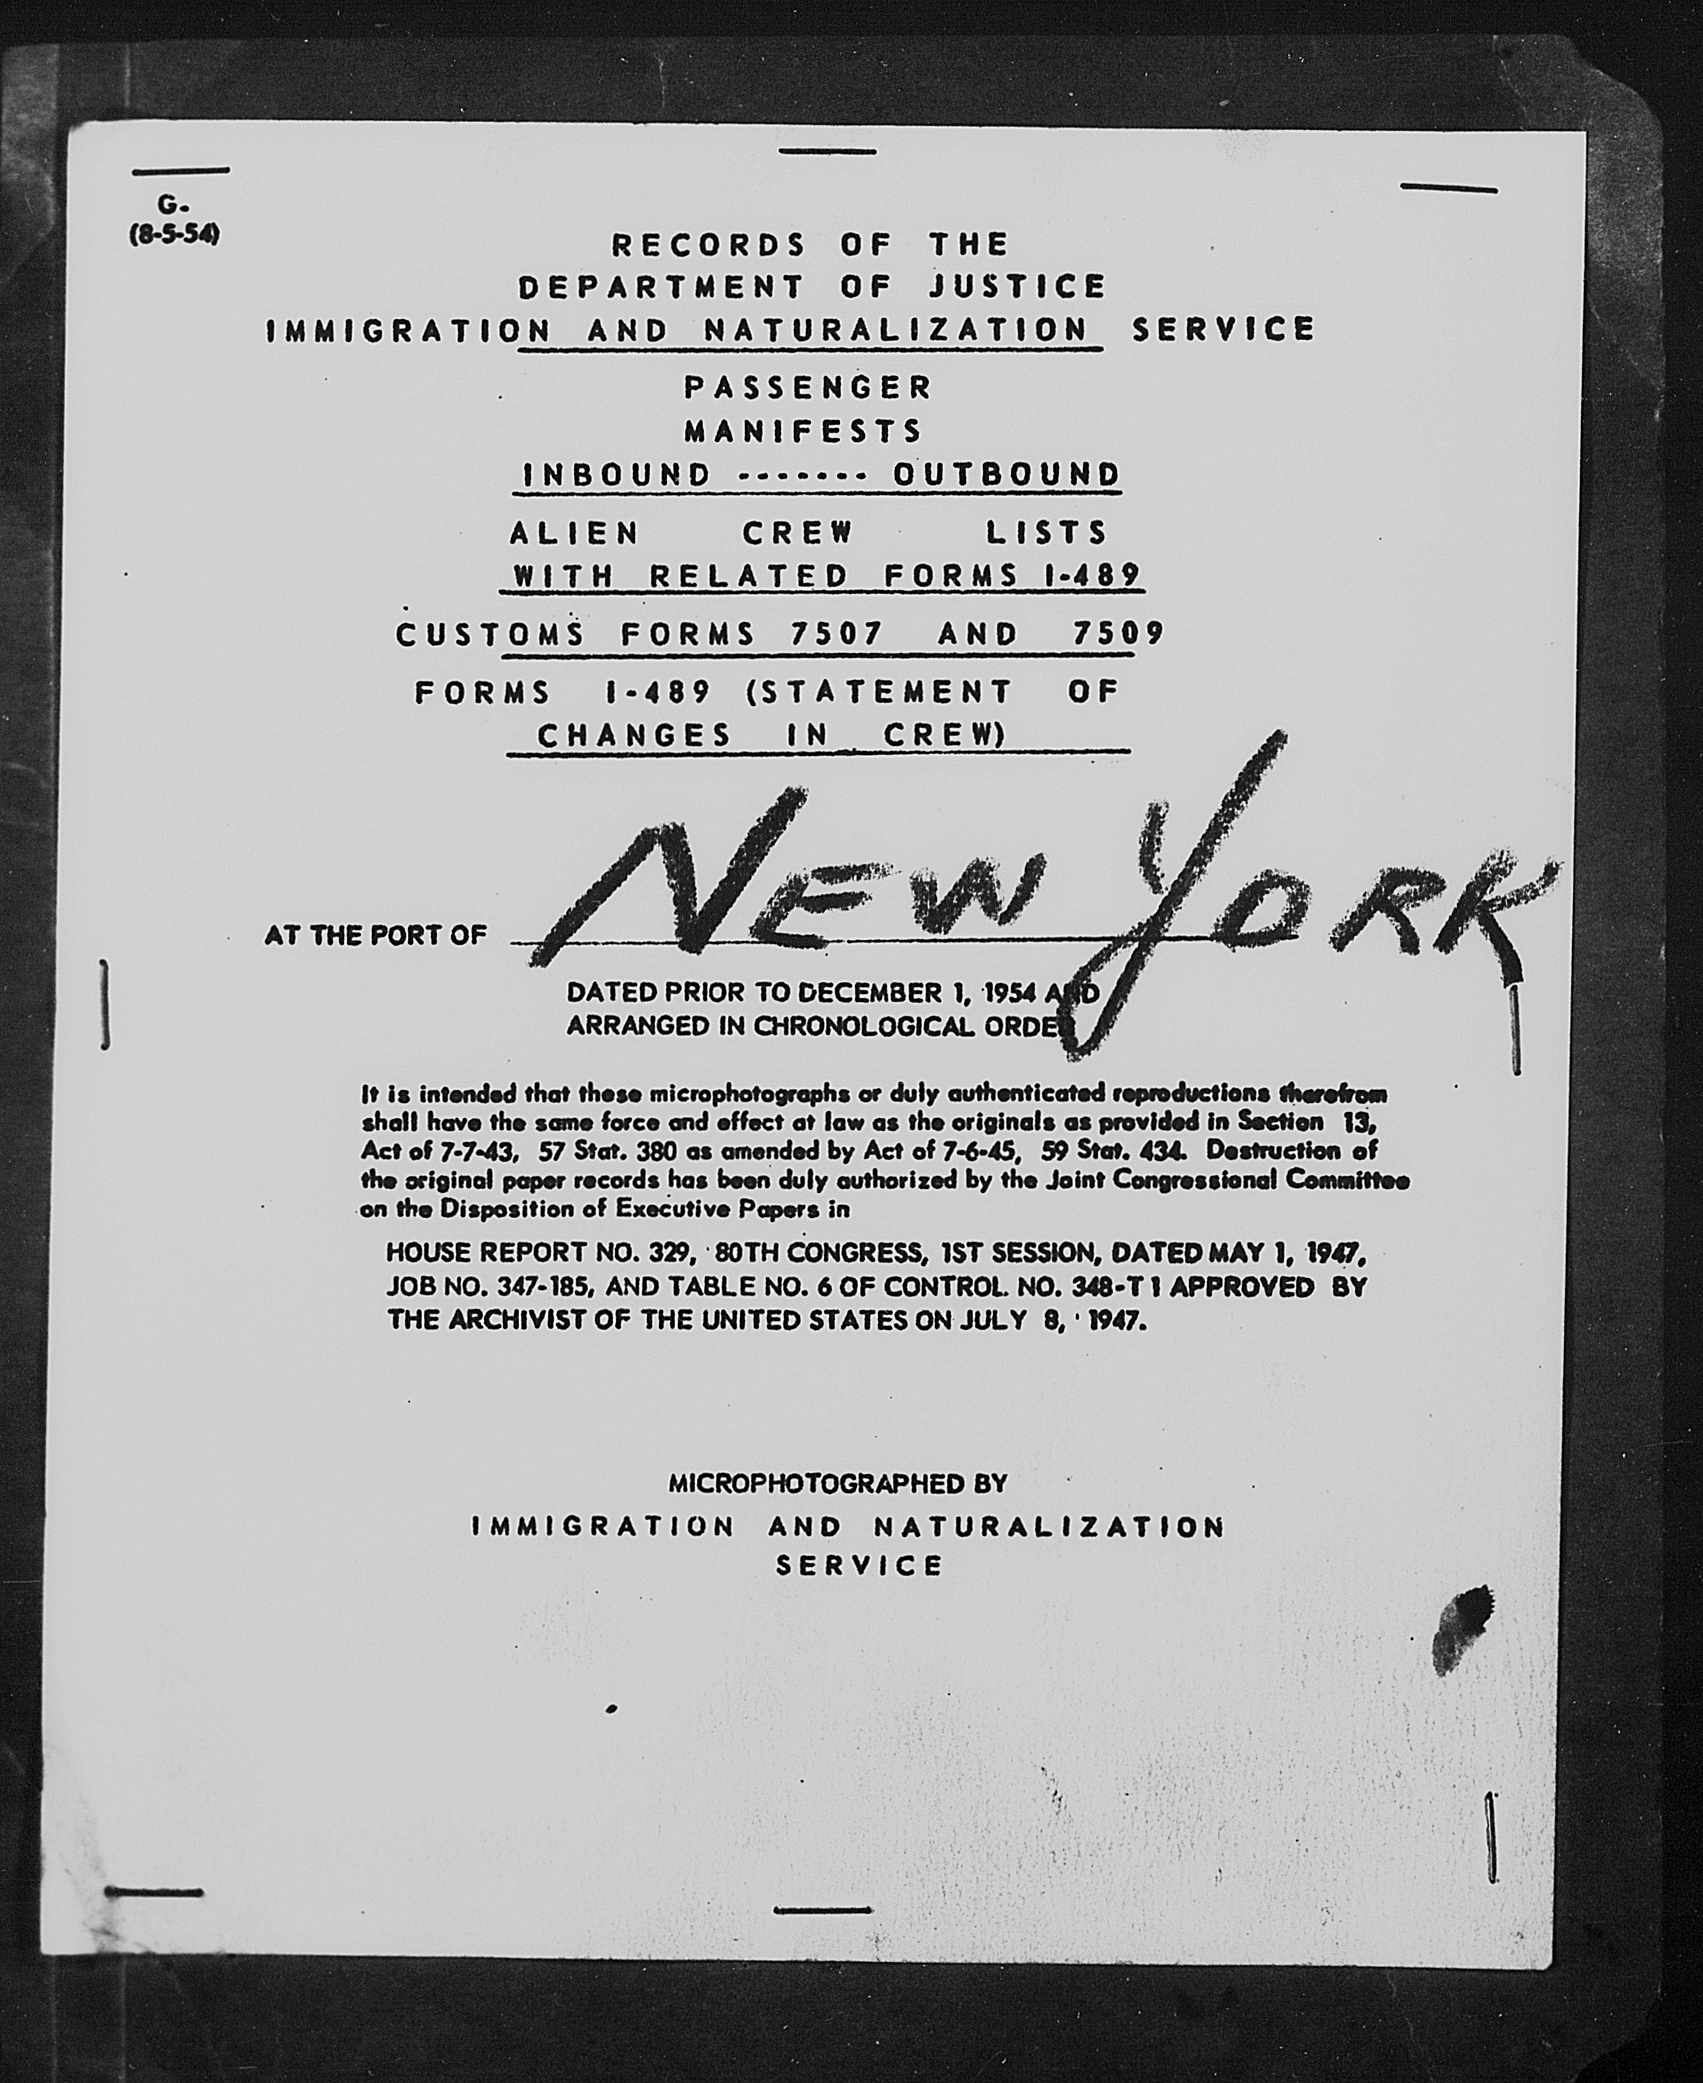 G-
(8-5-54)
RECORDS OF THE
DEPARTMENT OF JUSTICE
IMMIGRATION AND NATURALIZATION SERVICE
PASSENGER
MANIFESTS
INBOUND ------- OUTBOUND
ALIEN CREW LISTS
WITH RELATED FORMS I-489
CUSTOMS FORMS 7507 AND 7509
FORMS I-489 (STATEMENT OF
CHANGES IN CREW)
AT THE PORT OF NEW YORK
DATED PRIOR TO DECEMBER 1, 1954 AND
ARRANGED IN CHRONOLOGICAL ORDER
It is intended that these microphotographs or duly authenticated reproductions therefrom
shall have the same force and effect at law as the originals as provided in Section 13,
Act of 7-7-43, 57 Stat. 380 as amended by Act of 7-6-45, 59 Stat. 434. Destruction of
the original paper records has been duly authorized by the Joint Congressional Committee
on the Disposition of Executive Papers in
HOUSE REPORT NO. 329, 80TH CONGRESS, 1ST SESSION, DATED MAY 1, 1947,
JOB NO. 347-185, AND TABLE NO. 6 OF CONTROL NO. 348-T1 APPROVED BY
THE ARCHIVIST OF THE UNITED STATES ON JULY 8, 1947.
MICROPHOTOGRAPHED BY
IMMIGRATION AND NATURALIZATION
SERVICE